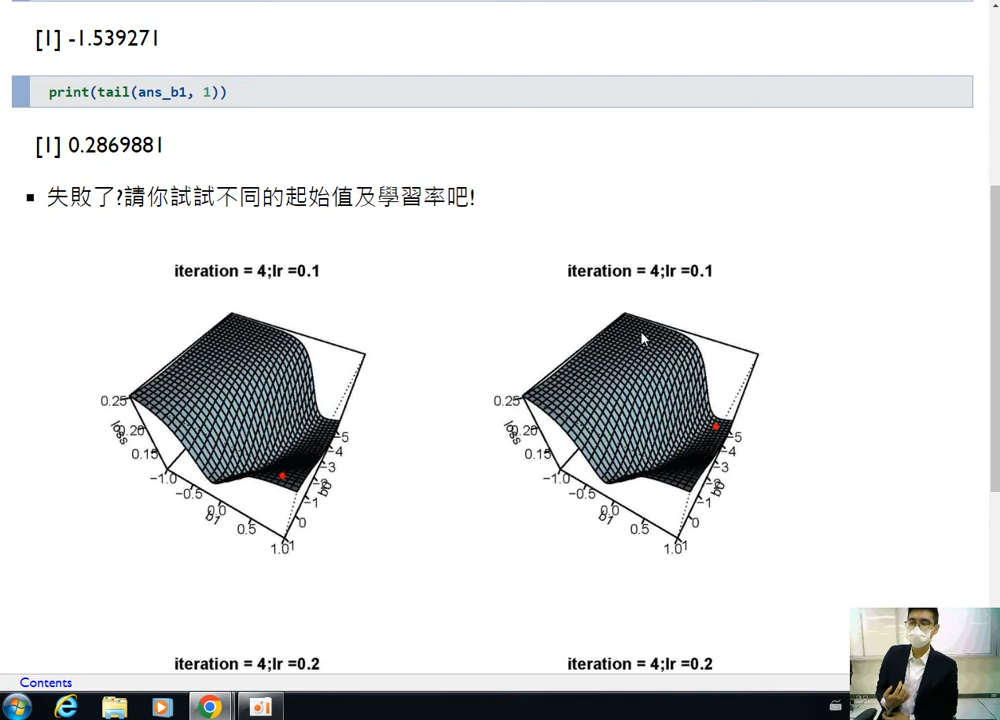 [1] -1.539271
print(tail(ans_b1, 1))
[1] 0.2869881
失敗了?請你試試不同的起始值及學習率吧!
iteration = 4;lr =0.1
iteration = 4;lr =0.1
0.25
0.20
0.15
loss
−1.0
−0.5
0.0
0.5
1.0
b1
−5
−4
−3
−2
−1
0
1
b0
0.25
0.20
0.15
loss
−1.0
−0.5
0.0
0.5
1.0
b1
−5
−4
−3
−2
−1
0
1
b0
iteration = 4;lr =0.2
iteration = 4;lr =0.2
Contents